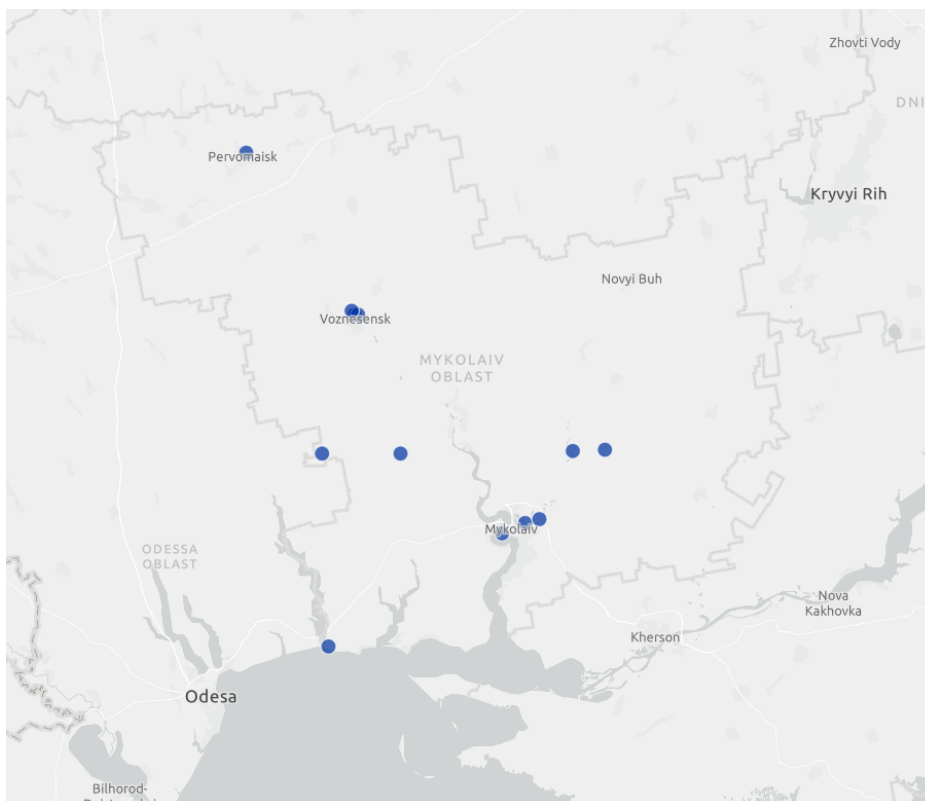 Zhovti Vody
DNI
Pervomaisk
Kryvyi Rih
Novyi Buh
Voznesensk
MYKOLAIV
OBLAST
Mykolaiv
ODESSA
OBLAST
Nova
Kakhovka
Kherson
Odesa
Bilhorod-